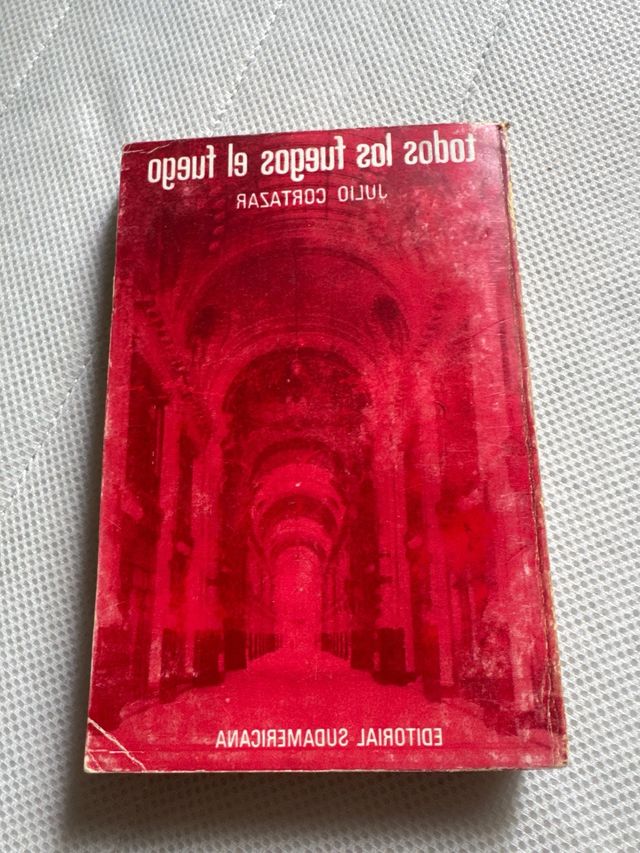 todos los fuegos el fuego
JULIO CORTAZAR
EDITORIAL SUDAMERICANA